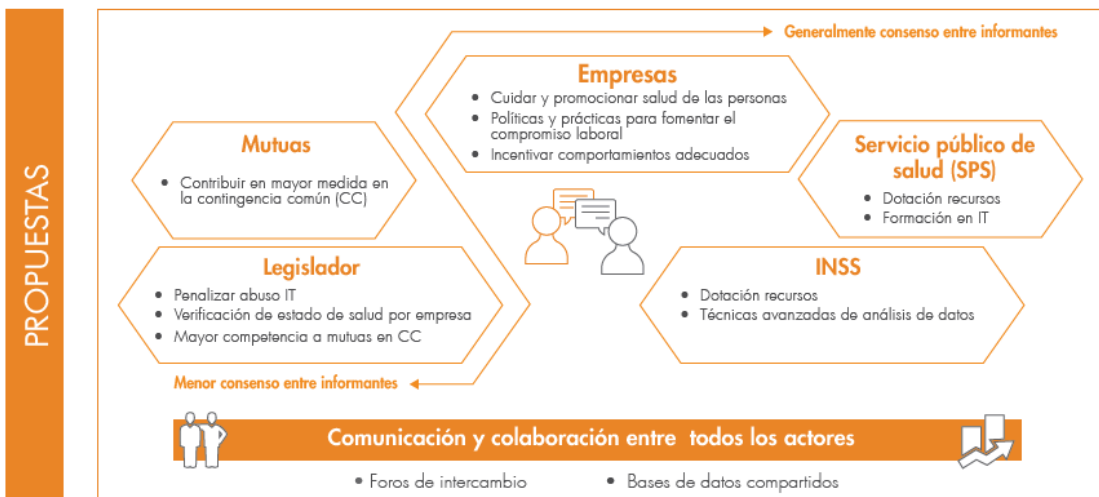 PROPUESTAS
Generalmente consenso entre informantes
Empresas
• Cuidar y promocionar salud de las personas
• Políticas y prácticas para fomentar el
compromiso laboral
• Incentivar comportamientos adecuados
Mutuas
• Contribuir en mayor medida en
la contingencia común (CC)
Servicio público de
salud (SPS)
• Dotación recursos
• Formación en IT
Legislador
• Penalizar abuso IT
• Verificación de estado de salud por empresa
• Mayor competencia a mutuas en CC
INSS
• Dotación recursos
• Técnicas avanzadas de análisis de datos
Menor consenso entre informantes
Comunicación y colaboración entre todos los actores
• Foros de intercambio
• Bases de datos compartidos